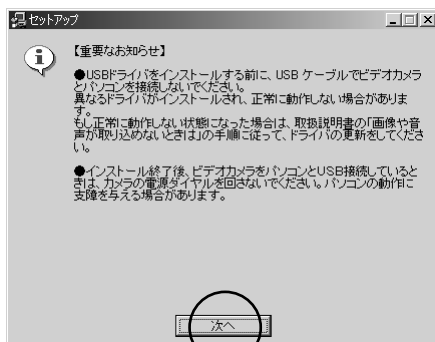 セットアップ
【重要なお知らせ】
●USBドライバをインストールする前に、USB ケーブルでビデオカメラ
とパソコンを接続しないでください。
異なるドライバがインストールされ、正常に動作しない場合がありま
す。
もし正常に動作しない状態になった場合は、取扱説明書の「画像や音
声が取り込めないときは」の手順に従って、ドライバの更新をしてくださ
い。
●インストール終了後、ビデオカメラをパソコンとUSB接続していると
きは、カメラの電源ダイヤルを回さないでください。パソコンの動作に
支障を与える場合があります。
次へ